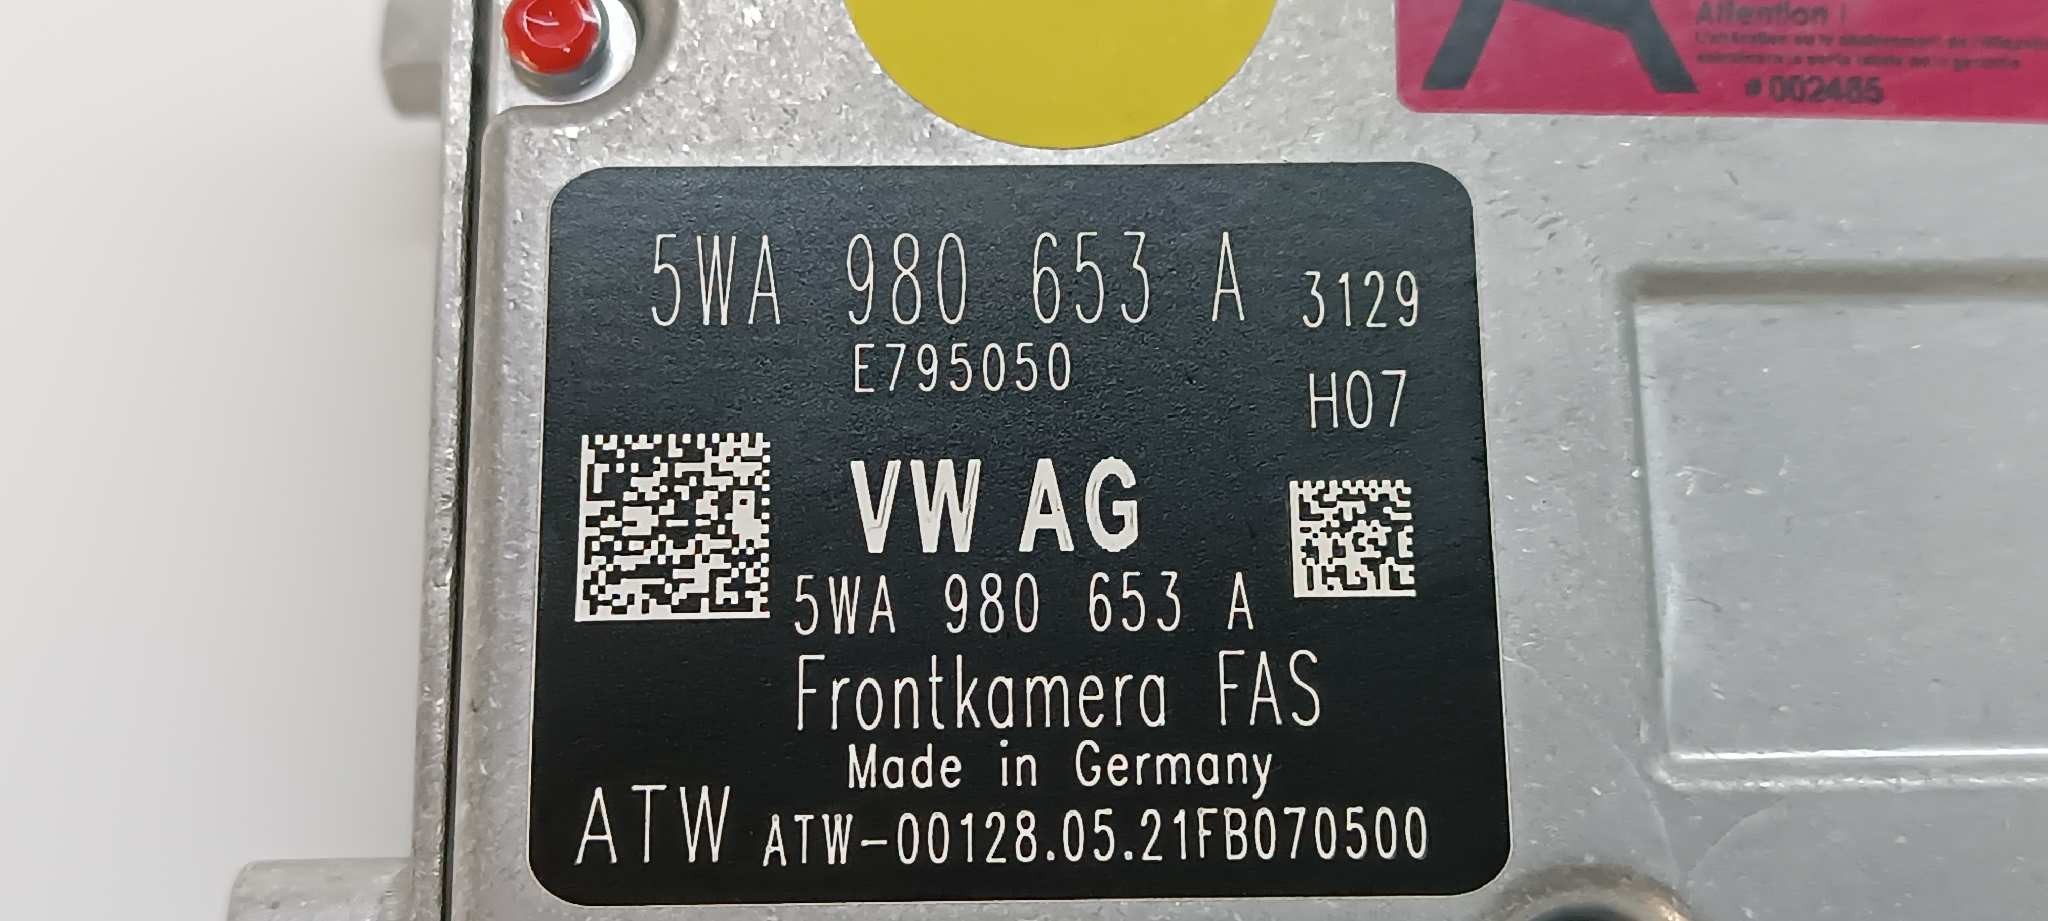 Attention !
# 002485
5WA 980 653 A 3129
E795050
H07
VW AG
5WA 980 653 A
Frontkamera FAS
Made in Germany
ATW ATW-00128.05.21FB070500